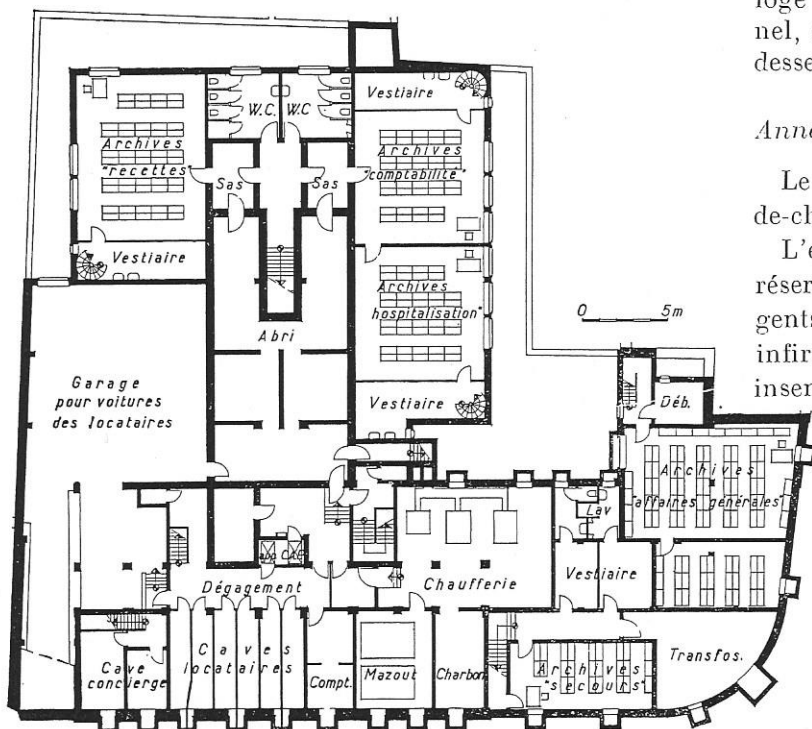 loge
nel,
desse
Anne
Le
de-ch
L'e
réser
gents
infir
inser
Vestiaire
W.C.
W.C
Archives
"recettes"
Archives
"comptabilité"
Sas
Sas
Vestiaire
Archives
hospitalisation"
0 5m
Abri
Garage
pour voitures
des locataires
Vestiaire
Déb.
Archives
"affaires générales"
Lav
Dégagement
Chaufferie
Vestiaire
Caves
locataires
Cave
concierge
Compt.
Mazout
Charbon
Archives
"secours"
Transfos.